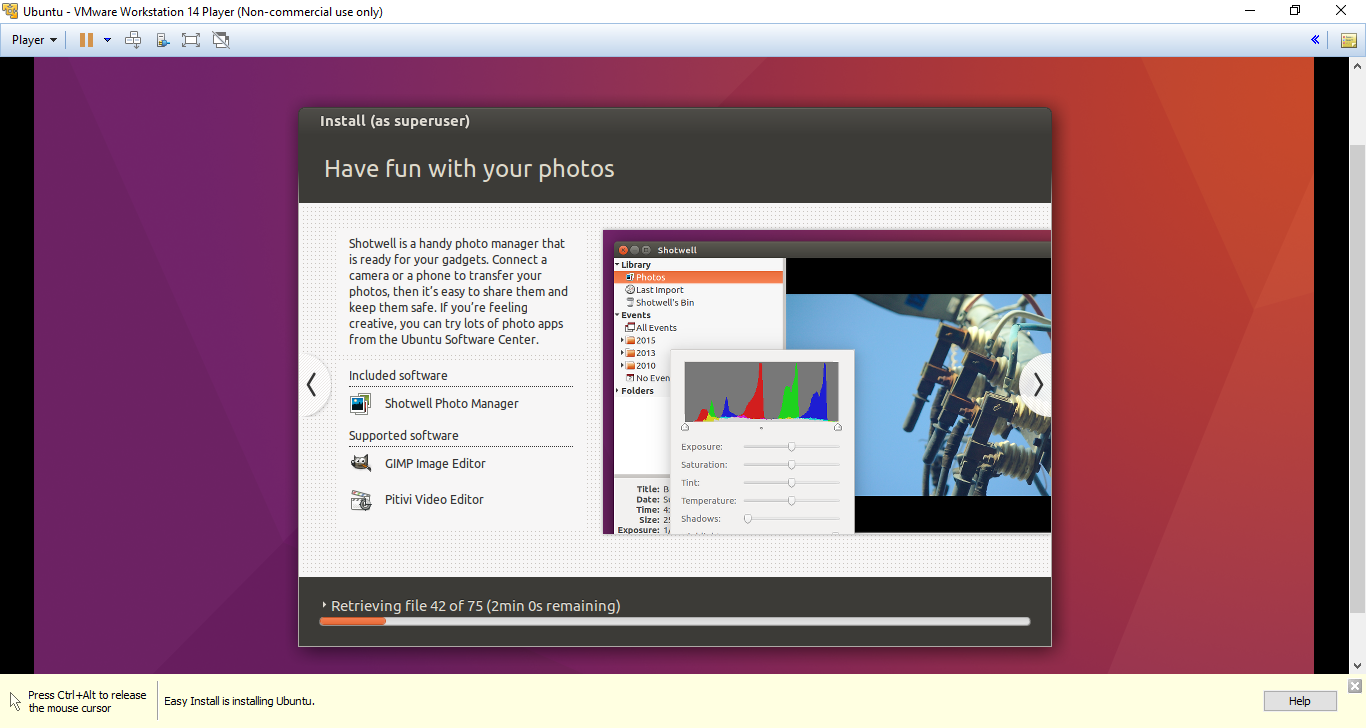 Ubuntu - VMware Workstation 14 Player (Non-commercial use only)
Player
Install (as superuser)
Have fun with your photos
Shotwell is a handy photo manager that
is ready for your gadgets. Connect a
camera or a phone to transfer your
photos, then it's easy to share them and
keep them safe. If you're feeling
creative, you can try lots of photo apps
from the Ubuntu Software Center.
Included software
Shotwell Photo Manager
Supported software
GIMP Image Editor
Pitivi Video Editor
Shotwell
Library
Photos
Last Import
Shotwell's Bin
Events
All Events
2015
2013
2010
No Even
Folders
Title: B
Date:
Time: 4:
Size: 25
Exposure: 1/
Exposure:
Saturation:
Tint:
Temperature:
Shadows:
Retrieving file 42 of 75 (2min 0s remaining)
Press Ctrl+Alt to release
the mouse cursor
Easy Install is installing Ubuntu.
Help